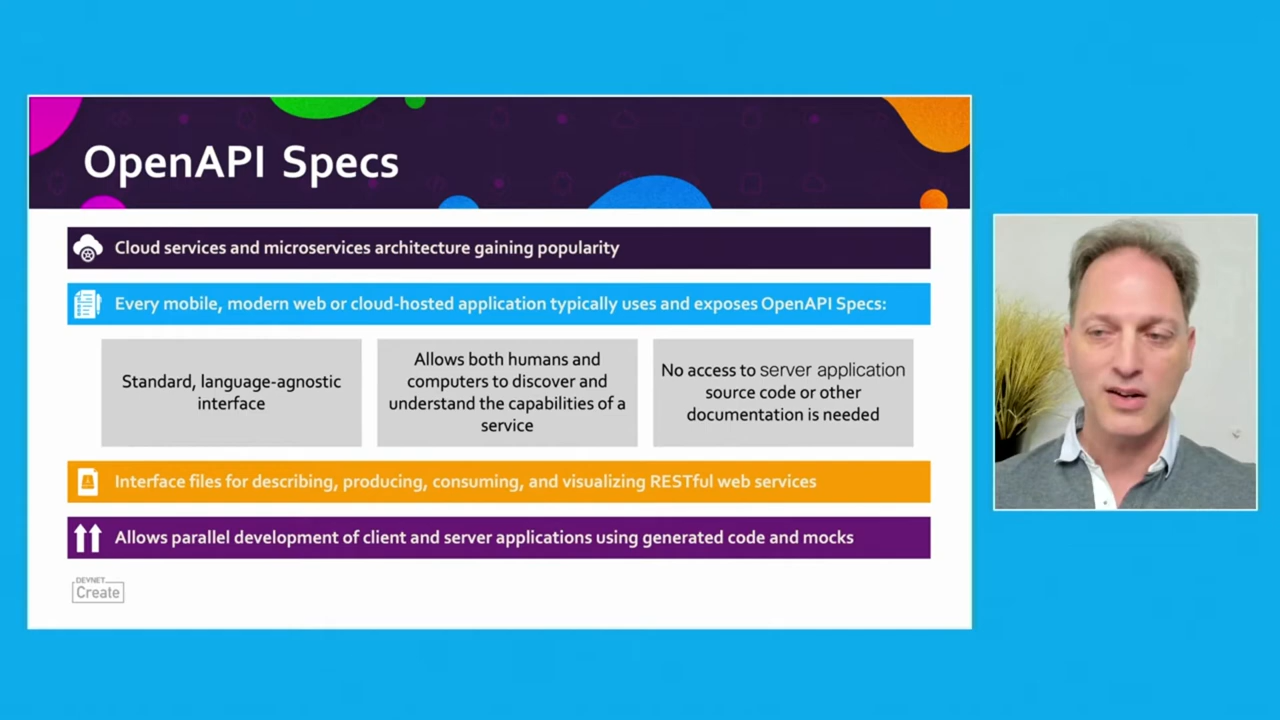 OpenAPI Specs
Cloud services and microservices architecture gaining popularity
Every mobile, modern web or cloud-hosted application typically uses and exposes OpenAPI Specs:
Standard, language-agnostic
interface
Allows both humans and
computers to discover and
understand the capabilities of a
service
No access to server application
source code or other
documentation is needed
Interface files for describing, producing, consuming, and visualizing RESTful web services
Allows parallel development of client and server applications using generated code and mocks
DEVNET
Create